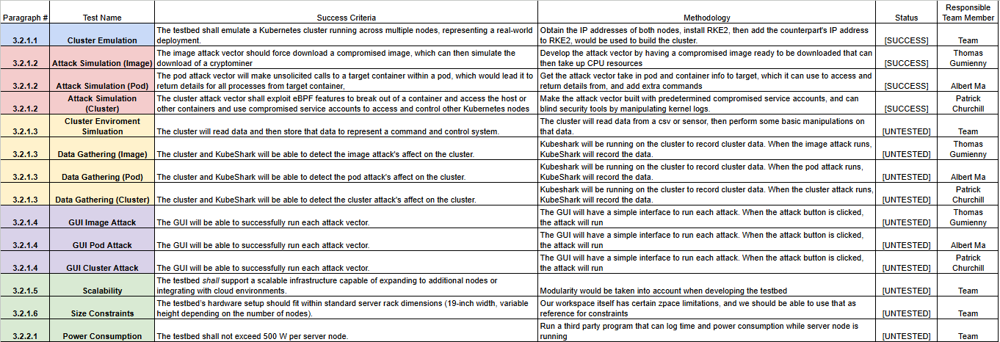 Paragraph # Test Name Success Criteria Methodology Status Responsible
Team Member
3.2.1.1 Cluster Emulation The testbed shall emulate a Kubernetes cluster running across multiple nodes, representing a real-world
deployment. Obtain the IP addresses of both nodes, install RKE2, then add the counterpart's IP address
to RKE2, would be used to build the cluster. [SUCCESS] Team
3.2.1.2 Attack Simulation (Image) The image attack vector should force download a compromised image, which can then simulate the
download of a cryptominer Develop the attack vector by having a compromised image ready to be downloaded that can
then take up CPU resources [SUCCESS] Thomas
Gumienny
3.2.1.2 Attack Simulation (Pod) The pod attack vector will make unsolicited calls to a target container within a pod, which would lead it to
return details for all processes from target container, Get the attack vector take in pod and container info to target, which it can use to access and
return details from, and add extra commands [SUCCESS] Albert Ma
3.2.1.2 Attack Simulation
(Cluster) The cluster attack vector shall exploit eBPF features to break out of a container and access the host or
other containers and use compromised service accounts to access and control other Kubernetes nodes Make the attack vector built with predetermined compromised service accounts, and can
blind security tools by manipulating kernel logs. [SUCCESS] Patrick
Churchill
3.2.1.3 Cluster Enviroment
Simluation The cluster will read data and then store that data to represent a command and control system. The cluster will read data from a csv or sensor, then perform some basic manipulations on
that data. [UNTESTED] Team
3.2.1.3 Data Gathering (Image) The cluster and KubeShark will be able to detect the image attack's affect on the cluster. Kubeshark will be running on the cluster to record cluster data. When the image attack runs,
KubeShark will record the data. [UNTESTED] Thomas
Gumienny
3.2.1.3 Data Gathering (Pod) The cluster and KubeShark will be able to detect the pod attack's affect on the cluster. Kubeshark will be running on the cluster to record cluster data. When the pod attack runs,
KubeShark will record the data. [UNTESTED] Albert Ma
3.2.1.3 Data Gathering (Cluster) The cluster and KubeShark will be able to detect the cluster attack's affect on the cluster. Kubeshark will be running on the cluster to record cluster data. When the cluster attack runs,
KubeShark will record the data. [UNTESTED] Patrick
Churchill
3.2.1.4 GUI Image Attack The GUI will be able to successfully run each attack vector. The GUI will have a simple interface to run each attack. When the attack button is clicked,
the attack will run [UNTESTED] Thomas
Gumienny
3.2.1.4 GUI Pod Attack The GUI will be able to successfully run each attack vector. The GUI will have a simple interface to run each attack. When the attack button is clicked,
the attack will run [UNTESTED] Albert Ma
3.2.1.4 GUI Cluster Attack The GUI will be able to successfully run each attack vector. The GUI will have a simple interface to run each attack. When the attack button is clicked,
the attack will run [UNTESTED] Patrick
Churchill
3.2.1.5 Scalability The testbed shall support a scalable infrastructure capable of expanding to additional nodes or
integrating with cloud environments. Modularity would be taken into account when developing the testbed [UNTESTED] Team
3.2.1.6 Size Constraints The testbed's hardware setup should fit within standard server rack dimensions (19-inch width, variable
height depending on the number of nodes). Our workspace itself has certain zpace limitations, and we should be able to use that as
reference for constraints [UNTESTED] Team
3.2.2.1 Power Consumption The testbed shall not exceed 500 W per server node. Run a third party program that can log time and power consumption while server node is
running [UNTESTED] Team